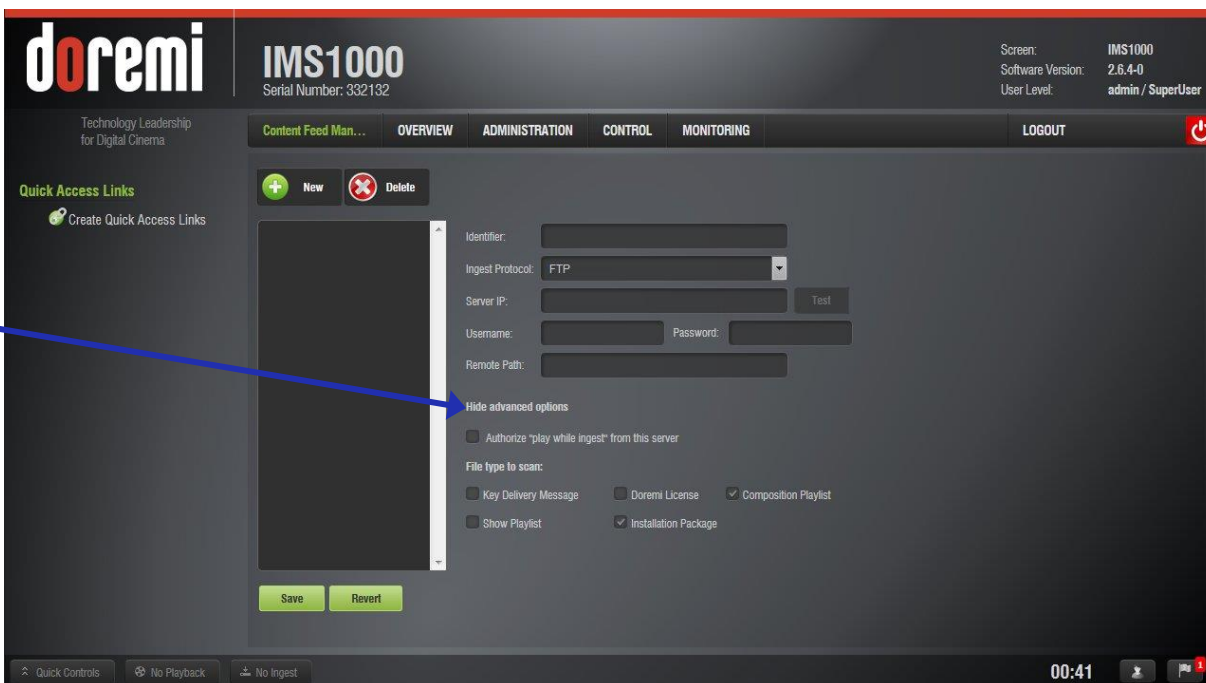 doremi
Technology Leadership
for Digital Cinema
IMS1000
Serial Number: 332132
Screen: IMS1000
Software Version: 2.6.4-0
User Level: admin / SuperUser
Content Feed Man... OVERVIEW ADMINISTRATION CONTROL MONITORING LOGOUT
Quick Access Links
Create Quick Access Links
New Delete
Identifier:
Ingest Protocol: FTP
Server IP: Test
Username: Password:
Remote Path:
Hide advanced options
Authorize "play while ingest" from this server
File type to scan:
Key Delivery Message Doremi License Composition Playlist
Show Playlist Installation Package
Save Revert
Quick Controls No Playback No Ingest 00:41 1